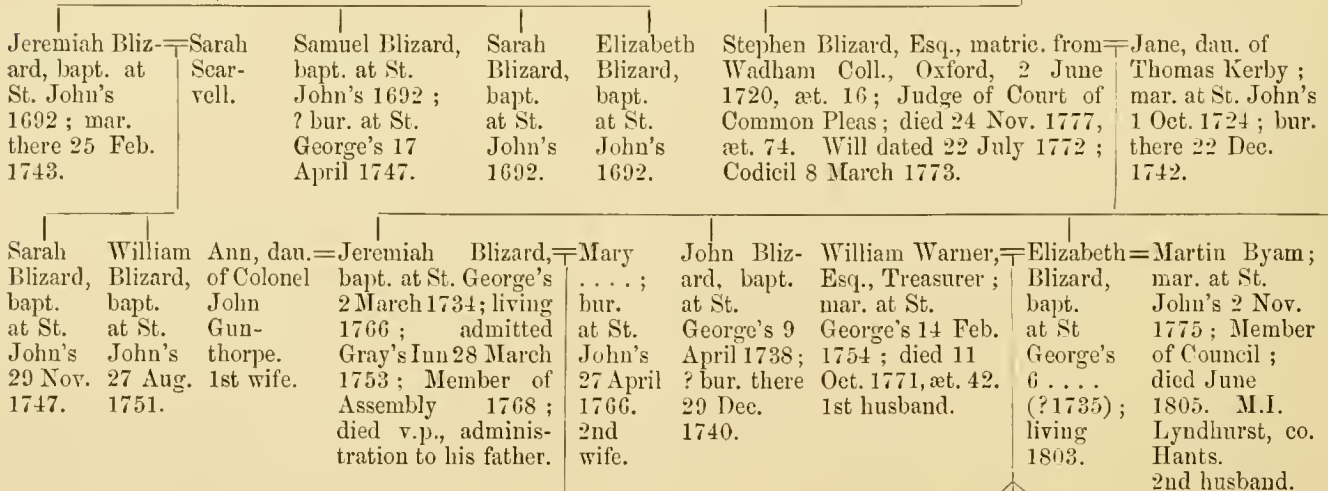 Jeremiah Bliz-
ard, bapt. at
St. John's
1692 ; mar.
there 25 Feb.
1743.
Sarah
Scar-
vell.
Samuel Blizard,
bapt. at St.
John's 1692 ;
? bur. at St.
George's 17
April 1747.
Sarah
Blizard,
bapt.
at St.
John's
1692.
Elizabeth
Blizard,
bapt.
at St.
John's
1692.
Stephen Blizard, Esq., matric. from
Wadham Coll., Oxford, 2 June
1720, æt. 16 ; Judge of Court of
Common Pleas ; died 24 Nov. 1777,
æt. 74. Will dated 22 July 1772 ;
Codicil 8 March 1773.
Jane, dau. of
Thomas Kerby ;
mar. at St. John's
1 Oct. 1724 ; bur.
there 22 Dec.
1742.
Sarah
Blizard,
bapt.
at St.
John's
29 Nov.
1747.
William
Blizard,
bapt.
at St.
John's
27 Aug.
1751.
Ann, dau.
of Colonel
John
Gun-
thorpe.
1st wife.
Jeremiah Blizard,
bapt. at St. George's
2 March 1734 ; living
1766 ; admitted
Gray's Inn 28 March
1753 ; Member of
Assembly 1768 ;
died v.p., adminis-
tration to his father.
Mary
. . . . ;
bur.
at St.
John's
27 April
1766.
2nd
wife.
John Bliz-
ard, bapt.
at St.
George's 9
April 1738 ;
? bur. there
29 Dec.
1740.
William Warner,
Esq., Treasurer ;
mar. at St.
George's 14 Feb.
1754 ; died 11
Oct. 1771, æt. 42.
1st husband.
Elizabeth
Blizard,
bapt.
at St
George's
6 . . . .
(?1735) ;
living
1803.
Martin Byam ;
mar. at St.
John's 2 Nov.
1775 ; Member
of Council ;
died June
1805. M.I.
Lyndhurst, co.
Hants.
2nd husband.